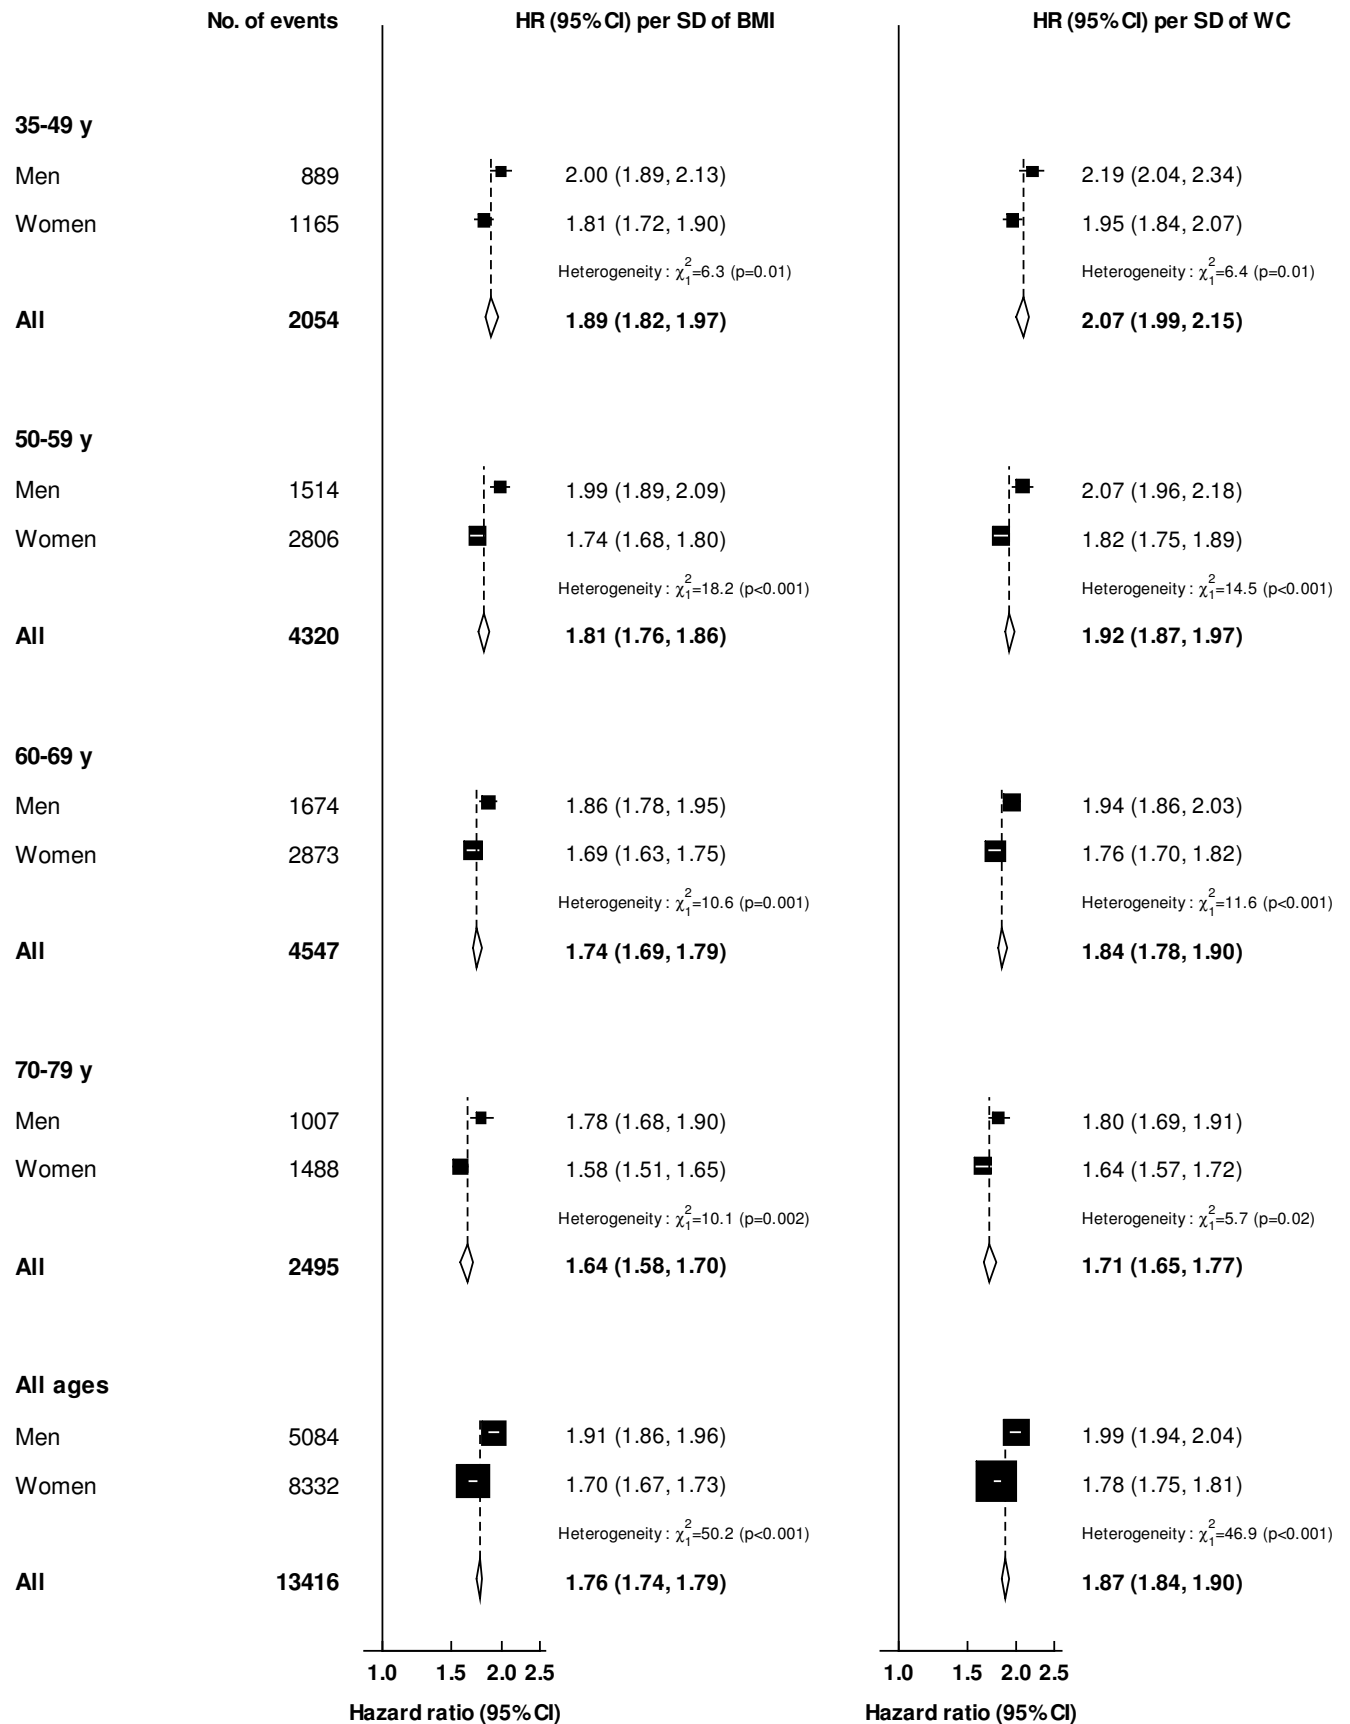 No. of events HR (95% CI) per SD of BMI HR (95% CI) per SD of WC
35-49 y
Men 889 2.00 (1.89, 2.13) 2.19 (2.04, 2.34)
Women 1165 1.81 (1.72, 1.90) 1.95 (1.84, 2.07)
Heterogeneity : χ²₁=6.3 (p=0.01) Heterogeneity : χ²₁=6.4 (p=0.01)
All 2054 1.89 (1.82, 1.97) 2.07 (1.99, 2.15)
50-59 y
Men 1514 1.99 (1.89, 2.09) 2.07 (1.96, 2.18)
Women 2806 1.74 (1.68, 1.80) 1.82 (1.75, 1.89)
Heterogeneity : χ²₁=18.2 (p<0.001) Heterogeneity : χ²₁=14.5 (p<0.001)
All 4320 1.81 (1.76, 1.86) 1.92 (1.87, 1.97)
60-69 y
Men 1674 1.86 (1.78, 1.95) 1.94 (1.86, 2.03)
Women 2873 1.69 (1.63, 1.75) 1.76 (1.70, 1.82)
Heterogeneity : χ²₁=10.6 (p=0.001) Heterogeneity : χ²₁=11.6 (p<0.001)
All 4547 1.74 (1.69, 1.79) 1.84 (1.78, 1.90)
70-79 y
Men 1007 1.78 (1.68, 1.90) 1.80 (1.69, 1.91)
Women 1488 1.58 (1.51, 1.65) 1.64 (1.57, 1.72)
Heterogeneity : χ²₁=10.1 (p=0.002) Heterogeneity : χ²₁=5.7 (p=0.02)
All 2495 1.64 (1.58, 1.70) 1.71 (1.65, 1.77)
All ages
Men 5084 1.91 (1.86, 1.96) 1.99 (1.94, 2.04)
Women 8332 1.70 (1.67, 1.73) 1.78 (1.75, 1.81)
Heterogeneity : χ²₁=50.2 (p<0.001) Heterogeneity : χ²₁=46.9 (p<0.001)
All 13416 1.76 (1.74, 1.79) 1.87 (1.84, 1.90)
1.0 1.5 2.0 2.5 1.0 1.5 2.0 2.5
Hazard ratio (95% CI) Hazard ratio (95% CI)